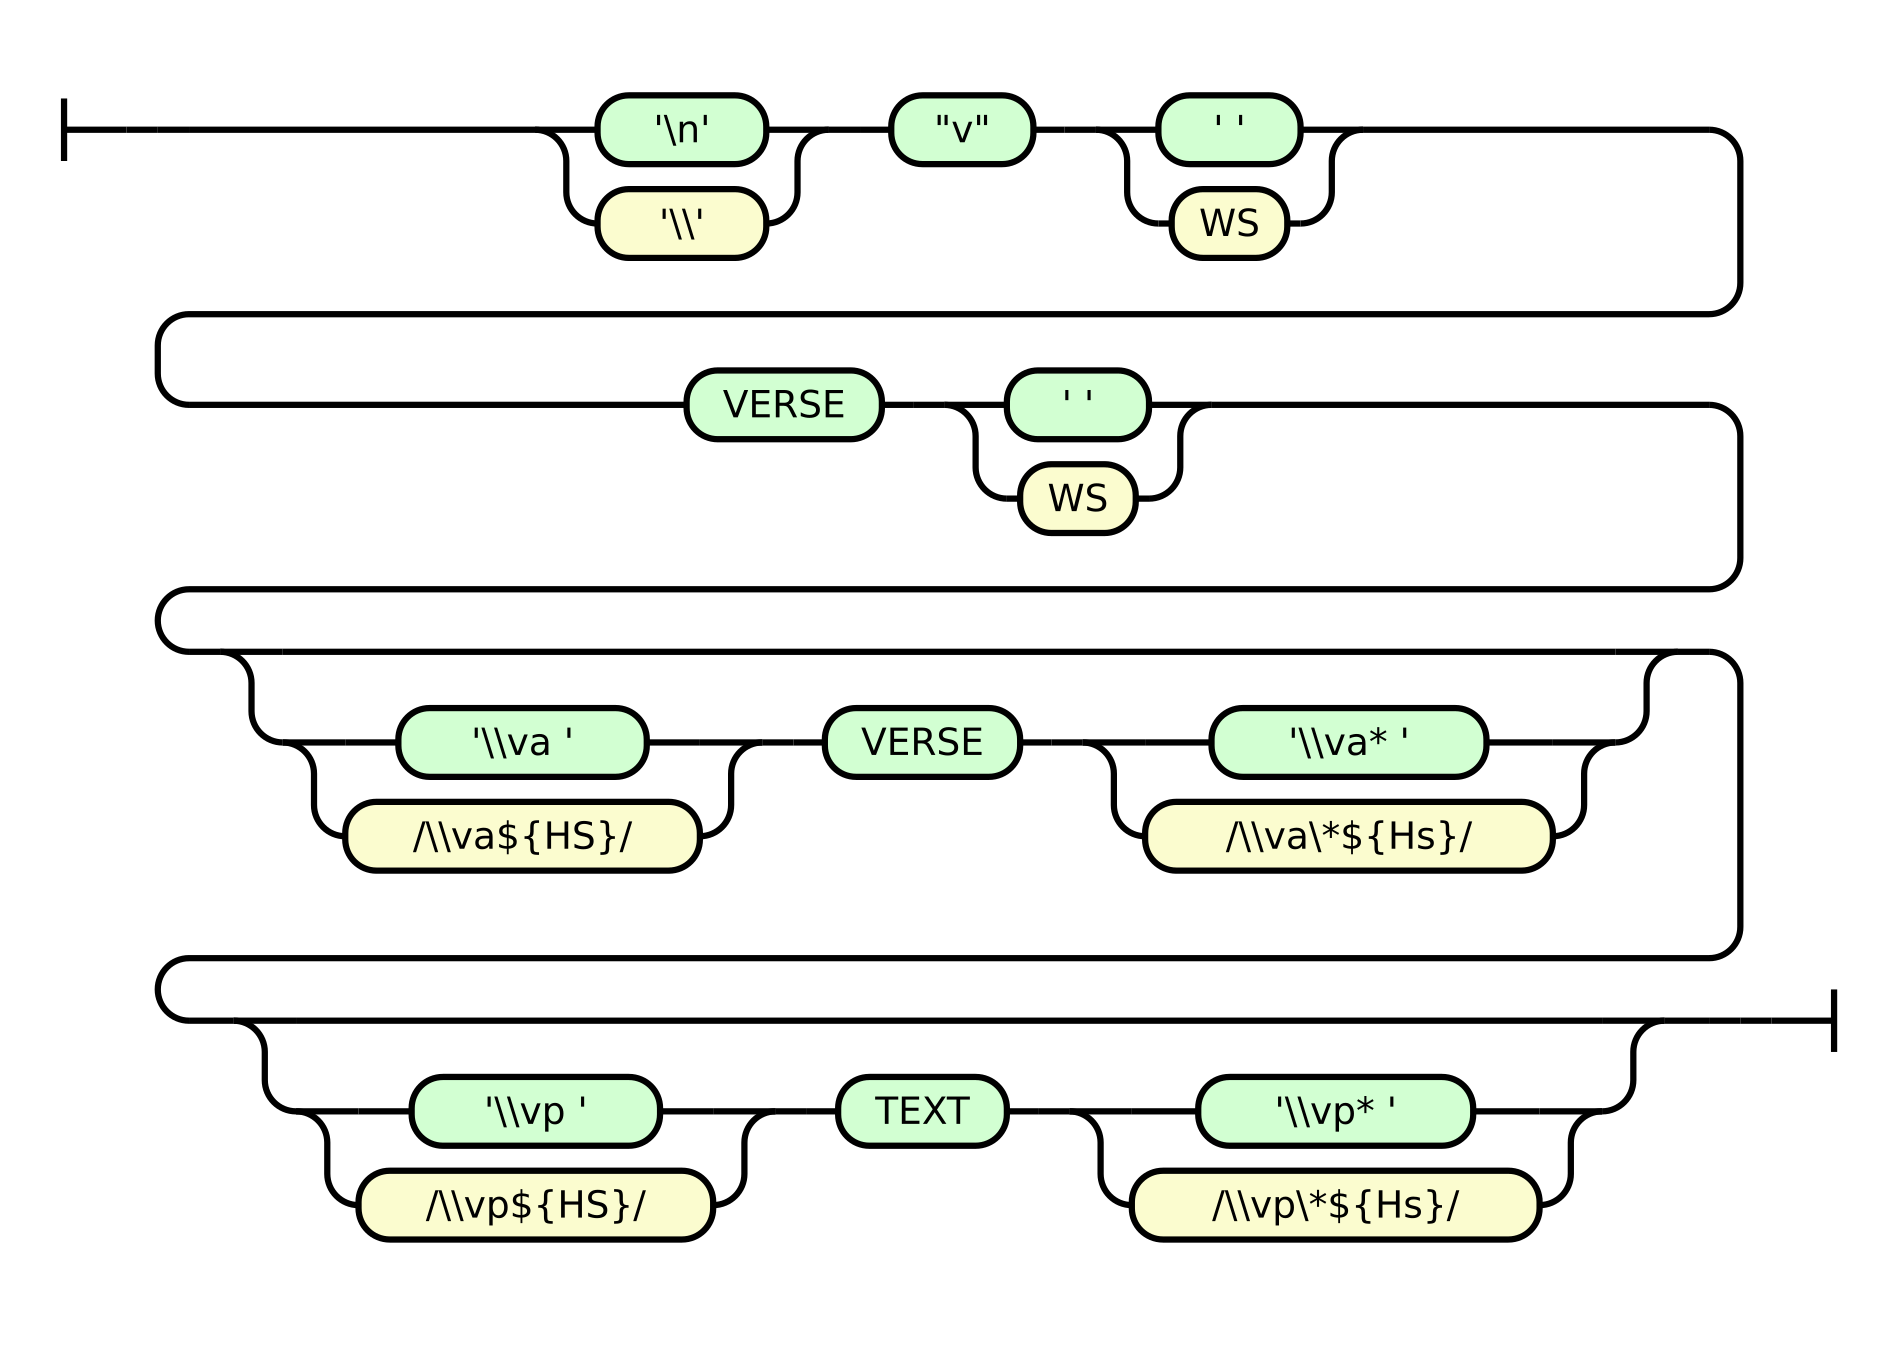 '\n' "v" ' '
'\\' WS
VERSE ' '
WS
'\\va ' VERSE '\\va* '
/\\va${HS}/ /\\va\*${Hs}/
'\\vp ' TEXT '\\vp* '
/\\vp${HS}/ /\\vp\*${Hs}/